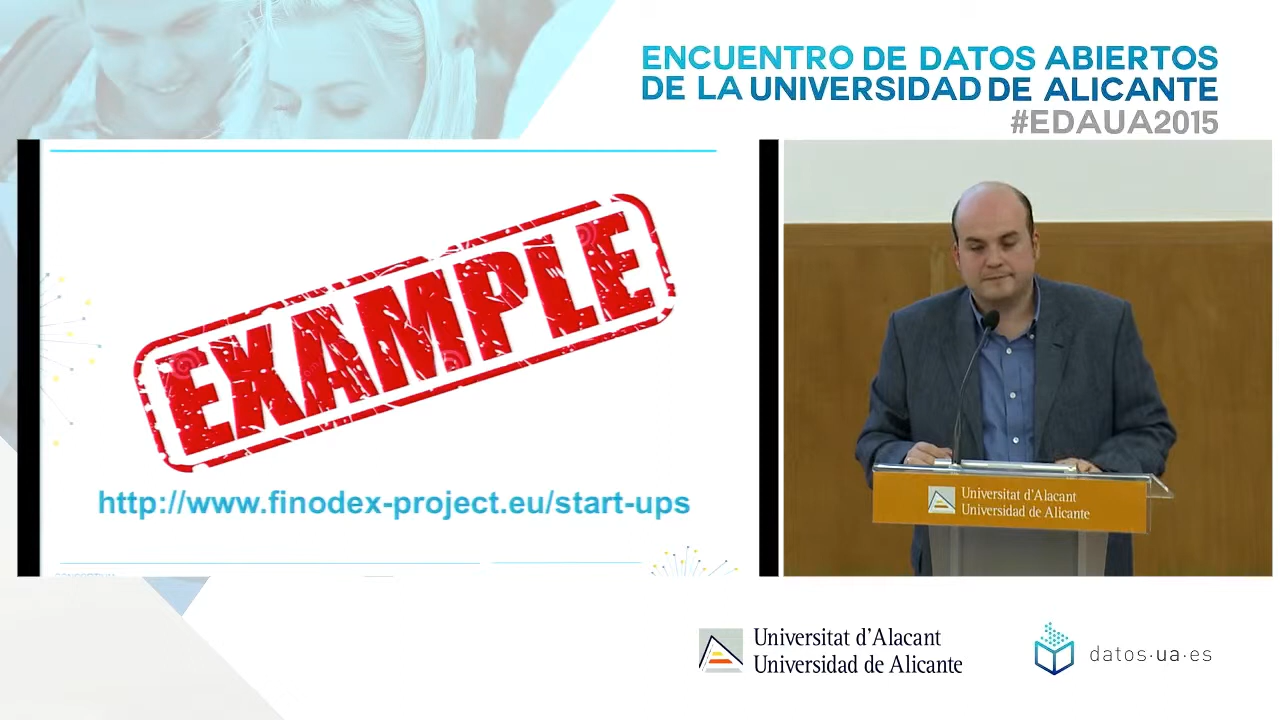 ENCUENTRO DE DATOS ABIERTOS
DE LA UNIVERSIDAD DE ALICANTE
#EDAUA2015
EXAMPLE
http://www.finodex-project.eu/start-ups
Universitat d'Alacant
Universidad de Alicante
Universitat d'Alacant
Universidad de Alicante
datos·ua·es